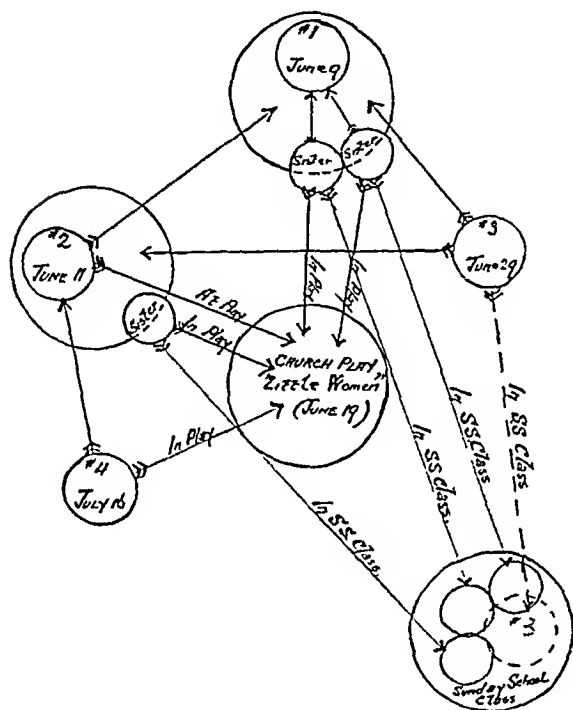 #1
June 9
Sister
Sister
#2
June 11
#3
June 29
Sister
At Play
In Play
In Play
In Play
Church Play
"Little Women"
(June 19)
In Play
#4
July 16
In SS Class
In SS Class
In SS Class
In SS Class
#3
Sunday School
Class